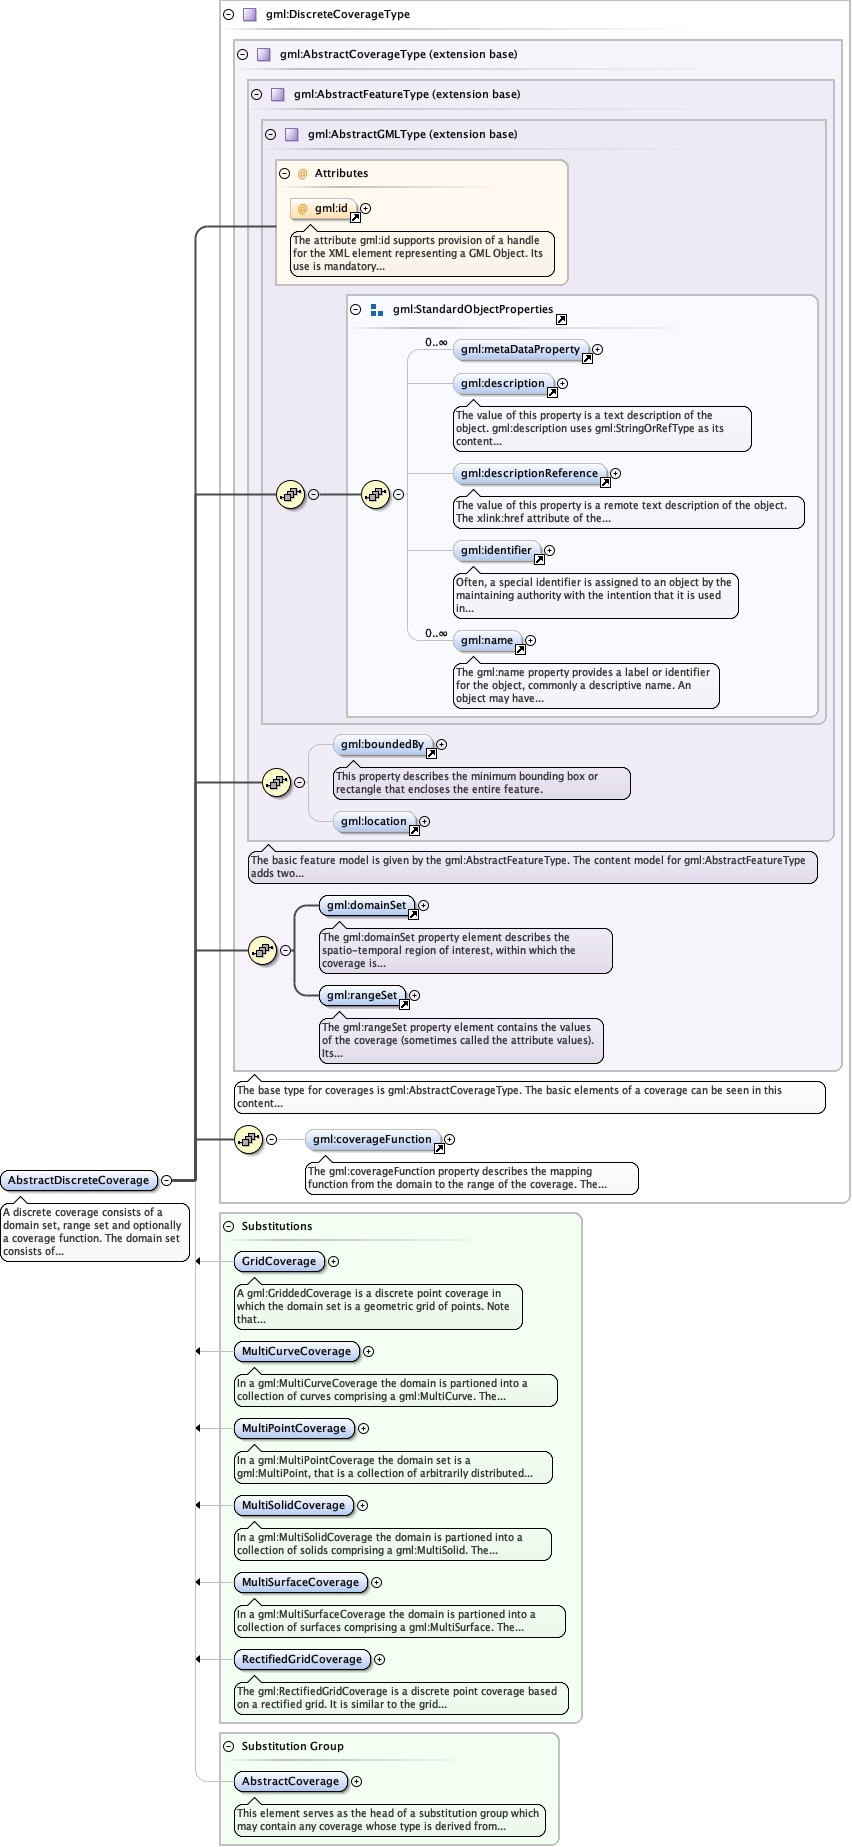 gml:DiscreteCoverageType
gml:AbstractCoverageType (extension base)
gml:AbstractFeatureType (extension base)
gml:AbstractGMLType (extension base)
@ Attributes
@ gml:id
The attribute gml:id supports provision of a handle
for the XML element representing a GML Object. Its
use is mandatory...
gml:StandardObjectProperties
0..∞
gml:metaDataProperty
gml:description
The value of this property is a text description of the
object. gml:description uses gml:StringOrRefType as its
content...
gml:descriptionReference
The value of this property is a remote text description of the object.
The xlink:href attribute of the...
gml:identifier
Often, a special identifier is assigned to an object by the
maintaining authority with the intention that it is used
in...
0..∞
gml:name
The gml:name property provides a label or identifier
for the object, commonly a descriptive name. An
object may have...
gml:boundedBy
This property describes the minimum bounding box or
rectangle that encloses the entire feature.
gml:location
The basic feature model is given by the gml:AbstractFeatureType. The content model for gml:AbstractFeatureType
adds two...
gml:domainSet
The gml:domainSet property element describes the
spatio-temporal region of interest, within which the
coverage is...
gml:rangeSet
The gml:rangeSet property element contains the values
of the coverage (sometimes called the attribute values).
Its...
The base type for coverages is gml:AbstractCoverageType. The basic elements of a coverage can be seen in this
content...
gml:coverageFunction
The gml:coverageFunction property describes the mapping
function from the domain to the range of the coverage. The...
AbstractDiscreteCoverage
A discrete coverage consists of a
domain set, range set and optionally
a coverage function. The domain set
consists of...
Substitutions
GridCoverage
A gml:GriddedCoverage is a discrete point coverage in
which the domain set is a geometric grid of points. Note
that...
MultiCurveCoverage
In a gml:MultiCurveCoverage the domain is partioned into a
collection of curves comprising a gml:MultiCurve. The...
MultiPointCoverage
In a gml:MultiPointCoverage the domain set is a
gml:MultiPoint, that is a collection of arbitrarily distributed...
MultiSolidCoverage
In a gml:MultiSolidCoverage the domain is partioned into a
collection of solids comprising a gml:MultiSolid. The...
MultiSurfaceCoverage
In a gml:MultiSurfaceCoverage the domain is partioned into a
collection of surfaces comprising a gml:MultiSurface. The...
RectifiedGridCoverage
The gml:RectifiedGridCoverage is a discrete point coverage based
on a rectified grid. It is similar to the grid...
Substitution Group
AbstractCoverage
This element serves as the head of a substitution group which
may contain any coverage whose type is derived from...